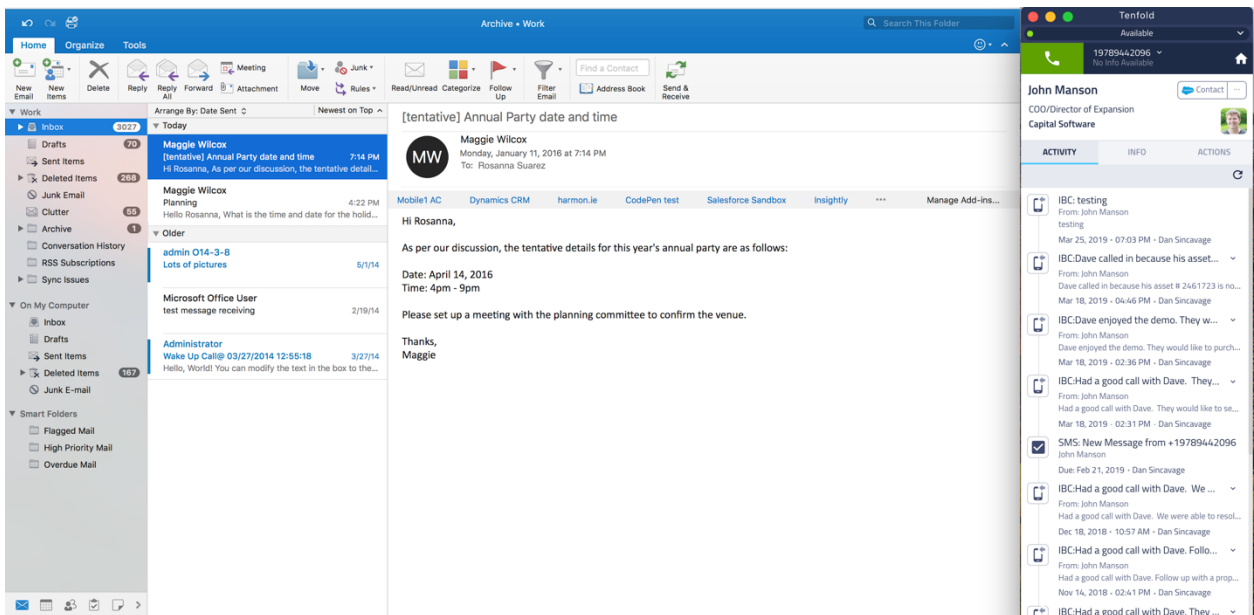 Archive • Work
Search This Folder
Home Organize Tools
New Email
New Items
Delete
Reply
Reply All
Forward
Meeting
Attachment
Move
Junk
Rules
Read/Unread
Categorize
Follow Up
Filter Email
Find a Contact
Address Book
Send & Receive
Work
Inbox 3027
Drafts 70
Sent Items
Deleted Items 268
Junk Email
Clutter 55
Archive 1
Conversation History
RSS Subscriptions
Sync Issues
On My Computer
Inbox
Drafts
Sent Items
Deleted Items 167
Junk E-mail
Smart Folders
Flagged Mail
High Priority Mail
Overdue Mail
Arrange By: Date Sent Newest on Top
Today
Maggie Wilcox
[tentative] Annual Party date and time 7:14 PM
Hi Rosanna, As per our discussion, the tentative detail...
Maggie Wilcox
Planning 4:22 PM
Hello Rosanna, What is the time and date for the holid...
Older
admin O14-3-8
Lots of pictures 5/1/14
Microsoft Office User
test message receiving 2/19/14
Administrator
Wake Up Call@ 03/27/2014 12:55:18 3/27/14
Hello, World! You can modify the text in the box to the...
[tentative] Annual Party date and time
MW
Maggie Wilcox
Monday, January 11, 2016 at 7:14 PM
To: Rosanna Suarez
Mobile1 AC Dynamics CRM harmon.ie CodePen test Salesforce Sandbox Insightly ••• Manage Add-ins...
Hi Rosanna,
As per our discussion, the tentative details for this year's annual party are as follows:
Date: April 14, 2016
Time: 4pm - 9pm
Please set up a meeting with the planning committee to confirm the venue.
Thanks,
Maggie
Tenfold
Available
19789442096
No Info Available
John Manson
Contact ...
COO/Director of Expansion
Capital Software
ACTIVITY INFO ACTIONS
IBC: testing
From: John Manson
testing
Mar 25, 2019 - 07:03 PM - Dan Sincavage
IBC:Dave called in because his asset...
From: John Manson
Dave called in because his asset # 2461723 is no...
Mar 18, 2019 - 04:46 PM - Dan Sincavage
IBC:Dave enjoyed the demo. They w...
From: John Manson
Dave enjoyed the demo. They would like to purch...
Mar 18, 2019 - 02:36 PM - Dan Sincavage
IBC:Had a good call with Dave. They...
From: John Manson
Had a good call with Dave. They would like to se...
Mar 18, 2019 - 02:31 PM - Dan Sincavage
SMS: New Message from +19789442096
John Manson
Due: Feb 21, 2019 - Dan Sincavage
IBC:Had a good call with Dave. We ...
From: John Manson
Had a good call with Dave. We were able to resol...
Dec 18, 2018 - 10:57 AM - Dan Sincavage
IBC:Had a good call with Dave. Follo...
From: John Manson
Had a good call with Dave. Follow up with a prop...
Nov 14, 2018 - 02:41 PM - Dan Sincavage
IBC:Had a good call with Dave. They ...